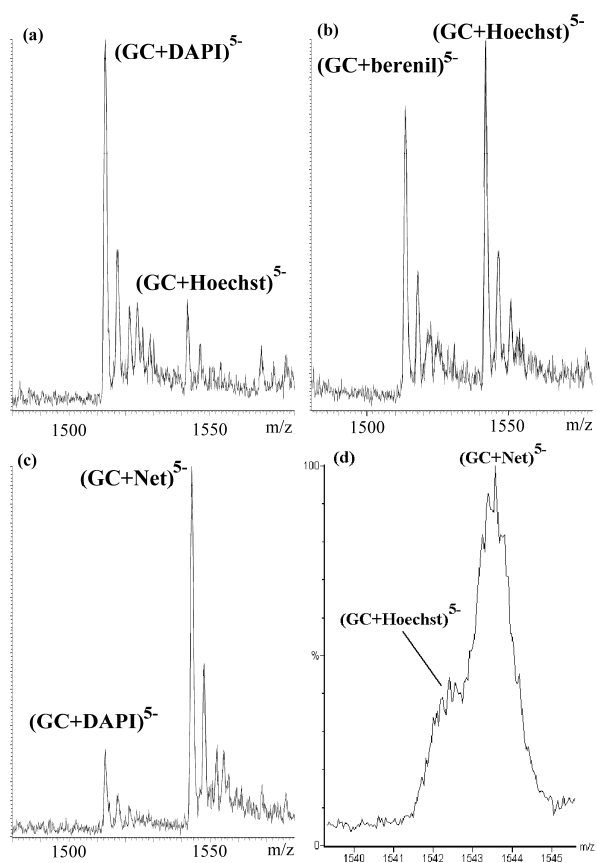 (a)
(GC+DAPI)5-
(GC+Hoechst)5-
1500
1550
m/z
(b)
(GC+Hoechst)5-
(GC+berenil)5-
1500
1550
m/z
(c)
(GC+Net)5-
(GC+DAPI)5-
1500
1550
m/z
(d)
(GC+Net)5-
100
(GC+Hoechst)5-
%
0
1540
1541
1542
1543
1544
1545
m/z